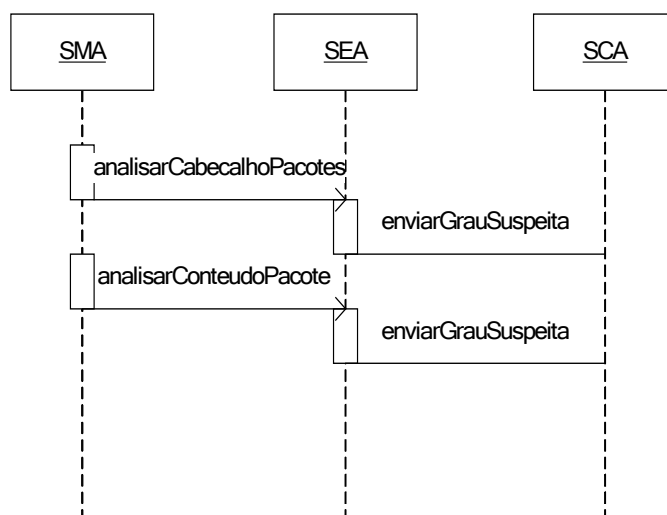 SMA
SEA
SCA
analisarCabecalhoPacotes
enviarGrauSuspeita
analisarConteudoPacote
enviarGrauSuspeita